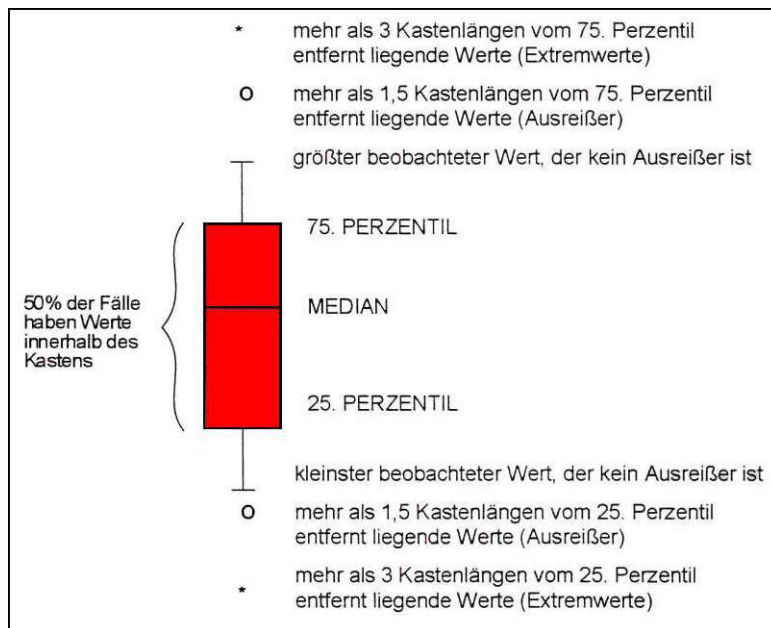 * mehr als 3 Kastenlängen vom 75. Perzentil
entfernt liegende Werte (Extremwerte)
O mehr als 1,5 Kastenlängen vom 75. Perzentil
entfernt liegende Werte (Ausreißer)
größter beobachteter Wert, der kein Ausreißer ist
75. PERZENTIL
50% der Fälle
haben Werte
innerhalb des
Kastens
MEDIAN
25. PERZENTIL
kleinster beobachteter Wert, der kein Ausreißer ist
O mehr als 1,5 Kastenlängen vom 25. Perzentil
entfernt liegende Werte (Ausreißer)
* mehr als 3 Kastenlängen vom 25. Perzentil
entfernt liegende Werte (Extremwerte)